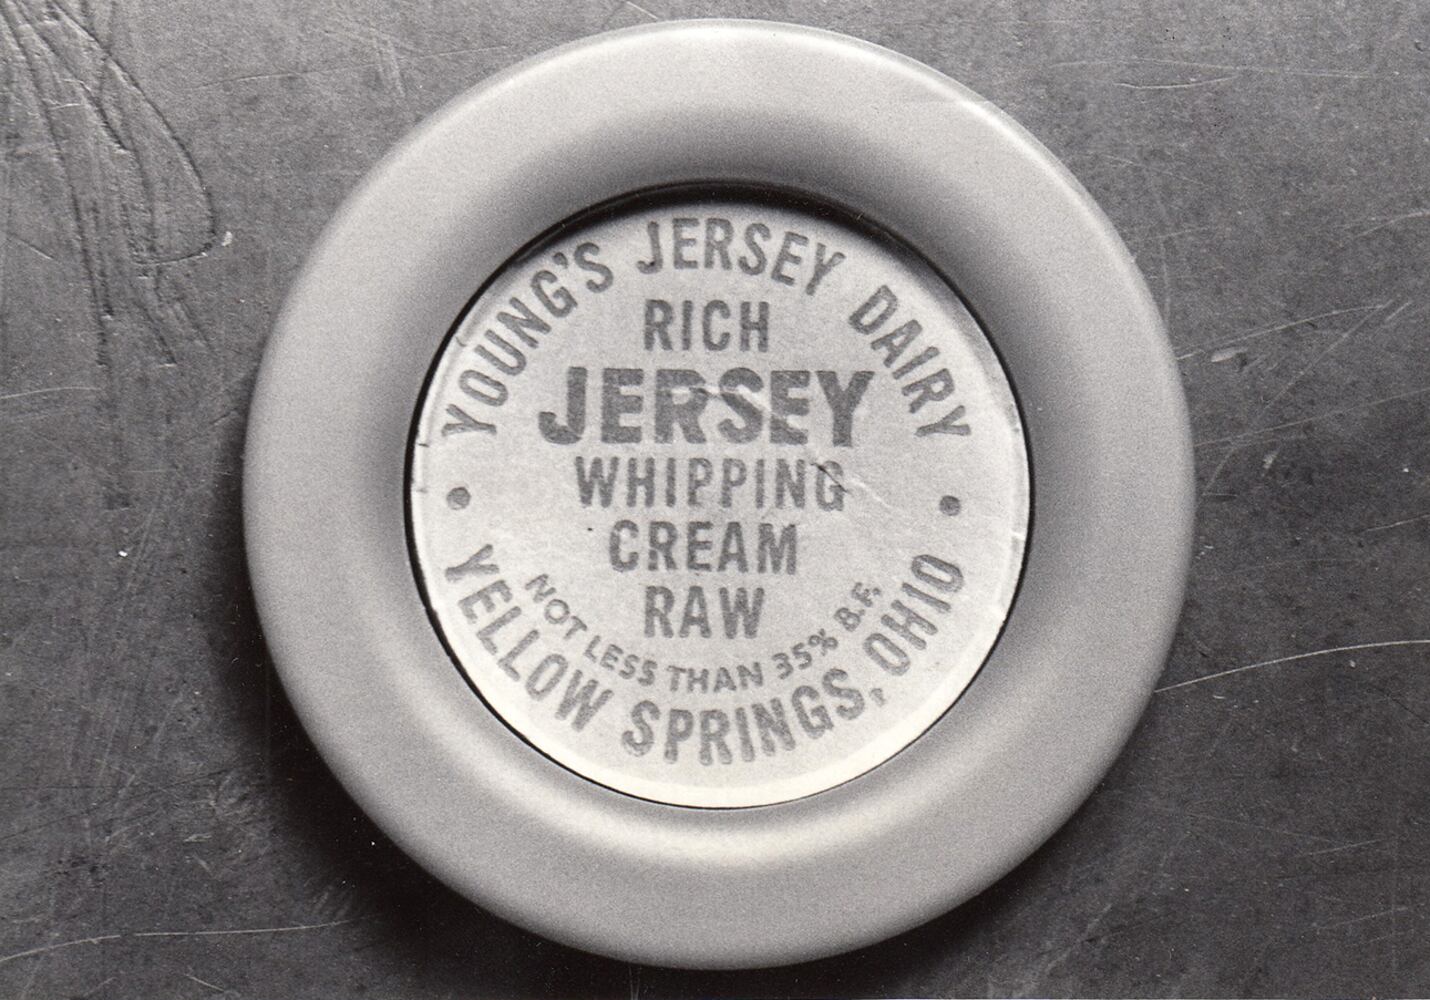 YOUNG'S JERSEY DAIRY
RICH
JERSEY
WHIPPING
CREAM
RAW
NOT LESS THAN 35% B.F.
YELLOW SPRINGS, OHIO